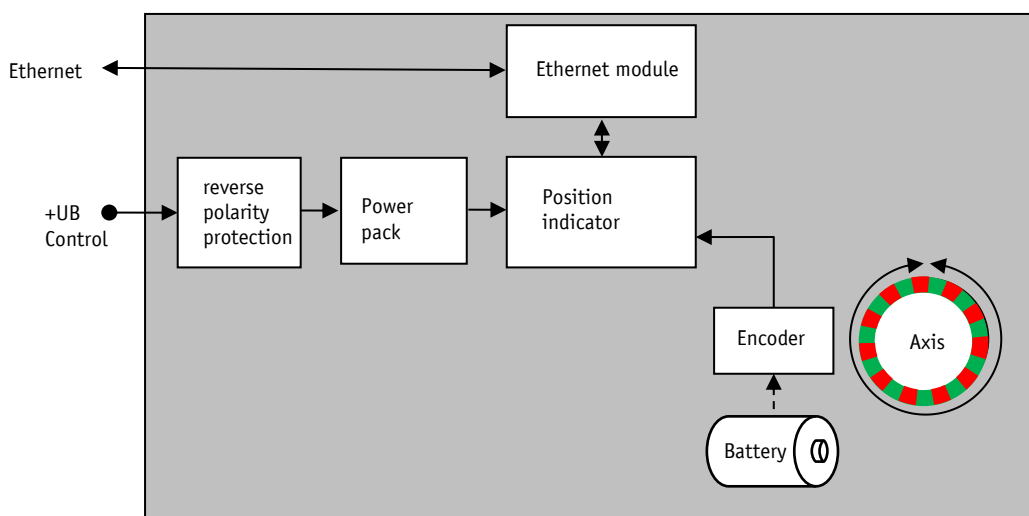 Ethernet
Ethernet module
+UB
Control
reverse
polarity
protection
Power
pack
Position
indicator
Encoder
Axis
Battery